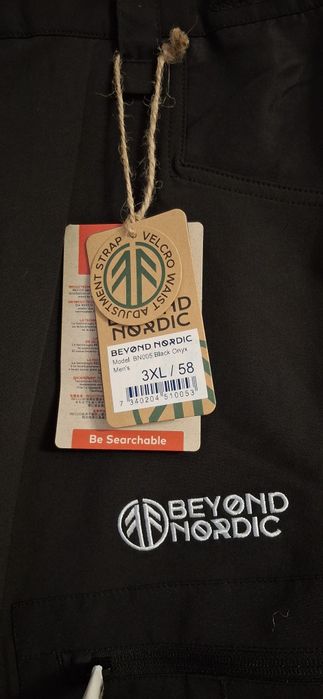 VELCRO WAIST ADJUSTMENT STRAP
BEYOND
NORDIC
BEYOND NORDIC
Model: BN005 Black Onyx
Men's
3XL / 58
7 340204 510053
Be Searchable
BEYOND
NORDIC